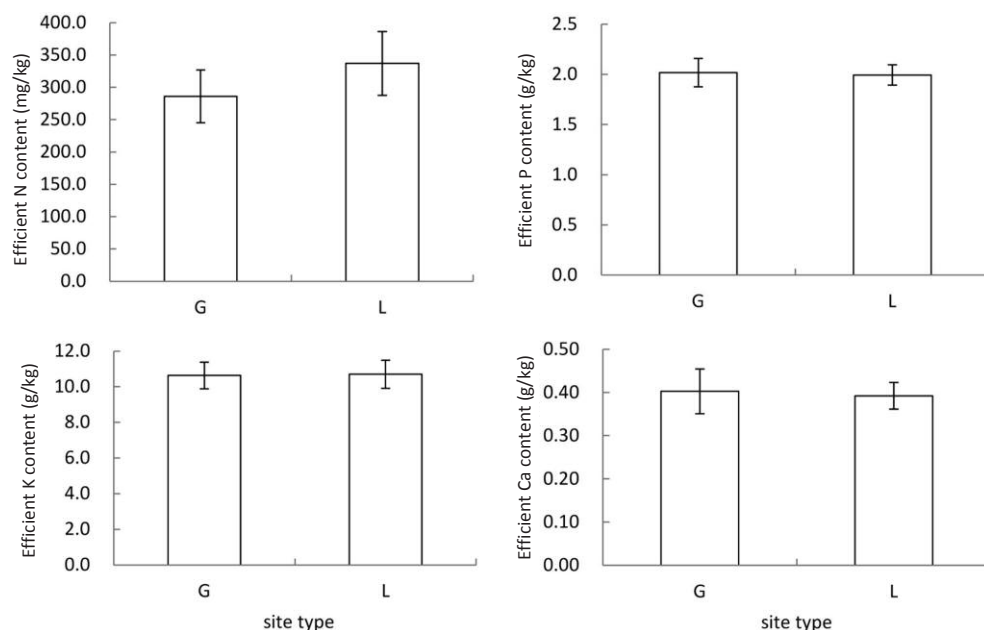 Efficient N content (mg/kg)
400.0
350.0
300.0
250.0
200.0
150.0
100.0
50.0
0.0
G
L
Efficient P content (g/kg)
2.5
2.0
1.5
1.0
0.5
0.0
G
L
Efficient K content (g/kg)
12.0
10.0
8.0
6.0
4.0
2.0
0.0
G
L
site type
Efficient Ca content (g/kg)
0.50
0.40
0.30
0.20
0.10
0.00
G
L
site type